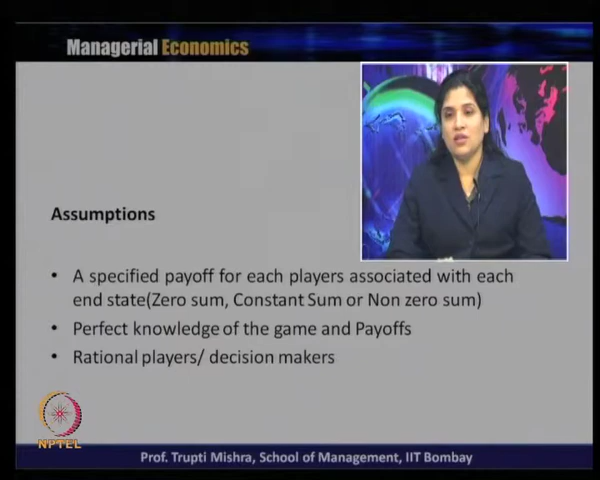 Managerial Economics
Assumptions
• A specified payoff for each players associated with each
end state(Zero sum, Constant Sum or Non zero sum)
• Perfect knowledge of the game and Payoffs
• Rational players/ decision makers
NPTEL
Prof. Trupti Mishra, School of Management, IIT Bombay